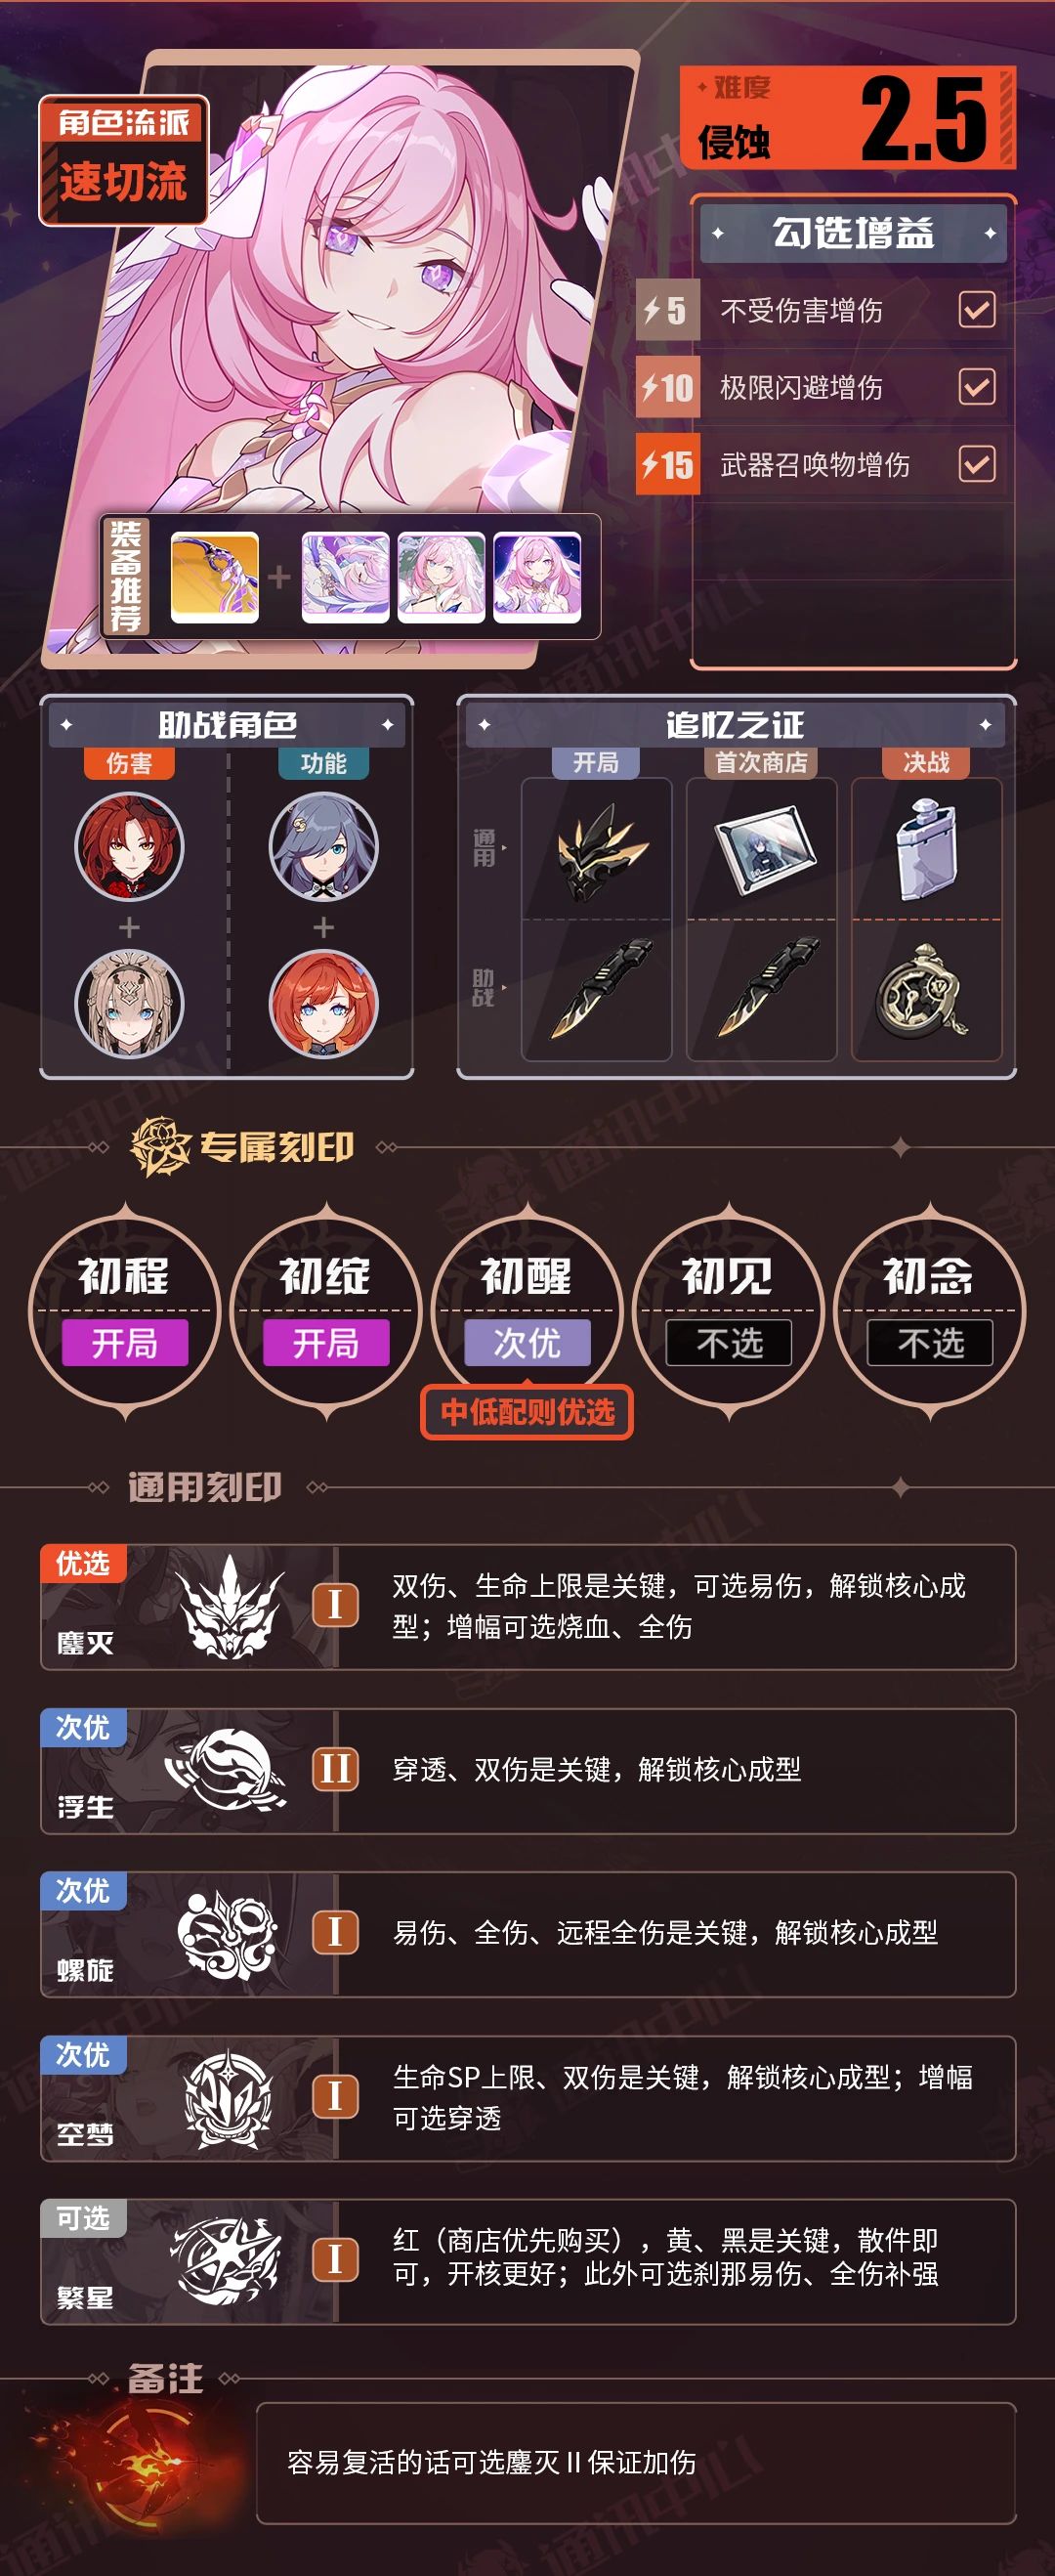 角色流派
速切流
难度
侵蚀
2.5
勾选增益
5 不受伤害增伤
10 极限闪避增伤
15 武器召唤物增伤
装备推荐
助战角色
伤害 功能
追忆之证
开局 首次商店 决战
通用
助战
专属刻印
初程 初绽 初醒 初见 初念
开局 开局 次优 不选 不选
中低配则优选
通用刻印
优选
鏖灭
I
双伤、生命上限是关键，可选易伤，解锁核心成
型；增幅可选烧血、全伤
次优
浮生
II
穿透、双伤是关键，解锁核心成型
次优
螺旋
I
易伤、全伤、远程全伤是关键，解锁核心成型
次优
空梦
I
生命SP上限、双伤是关键，解锁核心成型；增幅
可选穿透
可选
繁星
I
红（商店优先购买），黄、黑是关键，散件即
可，开核更好；此外可选刹那易伤、全伤补强
备注
容易复活的话可选鏖灭Ⅱ保证加伤
通讯中心